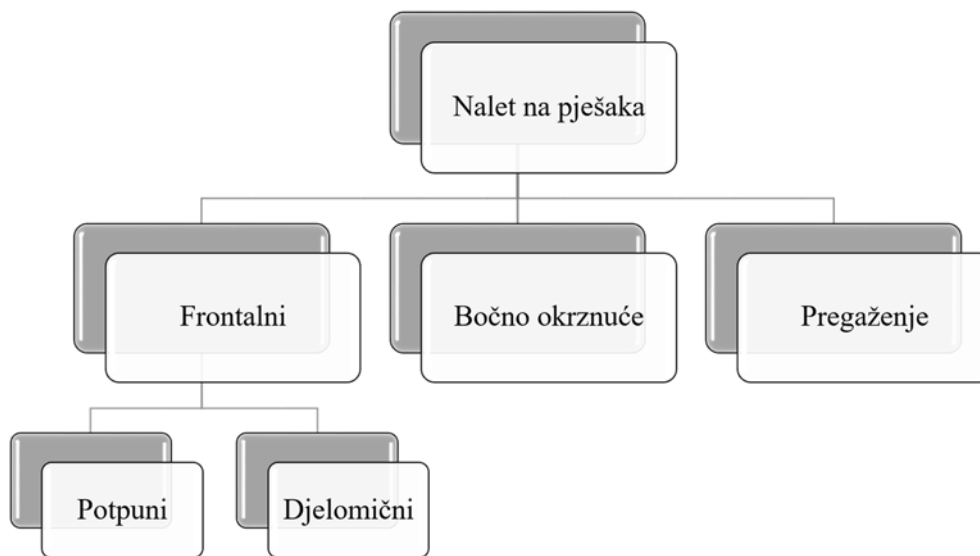 Nalet na pješaka
Frontalni
Bočno okrznuće
Pregaženje
Potpuni
Djelomični